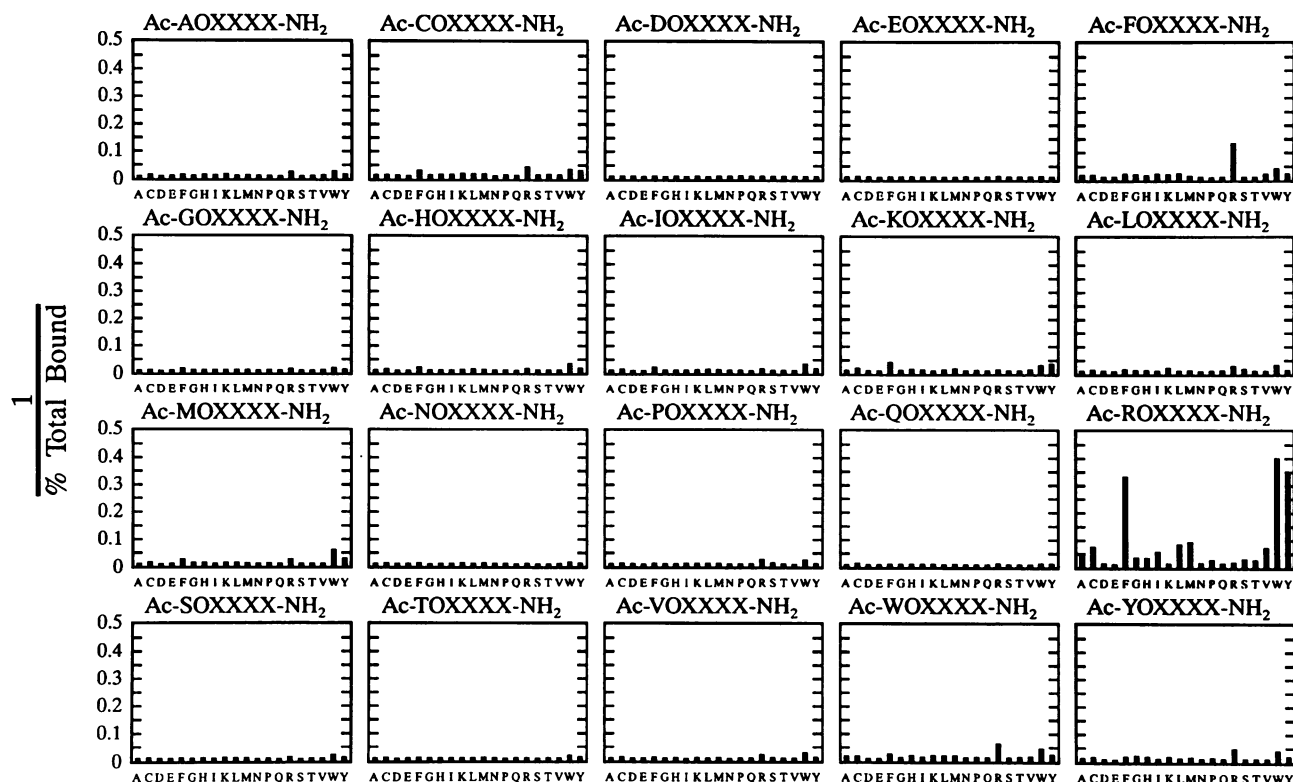 Ac-AOXXXX-NH2 Ac-COXXXX-NH2 Ac-DOXXXX-NH2 Ac-EOXXXX-NH2 Ac-FOXXXX-NH2
0.5
0.4
0.3
0.2
0.1
0
ACDEFGHIKLMNPQRSTVWY ACDEFGHIKLMNPQRSTVWY ACDEFGHIKLMNPQRSTVWY ACDEFGHIKLMNPQRSTVWY ACDEFGHIKLMNPQRSTVWY
Ac-GOXXXX-NH2 Ac-HOXXXX-NH2 Ac-IOXXXX-NH2 Ac-KOXXXX-NH2 Ac-LOXXXX-NH2
0.5
0.4
0.3
0.2
0.1
0
ACDEFGHIKLMNPQRSTVWY ACDEFGHIKLMNPQRSTVWY ACDEFGHIKLMNPQRSTVWY ACDEFGHIKLMNPQRSTVWY ACDEFGHIKLMNPQRSTVWY
1
% Total Bound
Ac-MOXXXX-NH2 Ac-NOXXXX-NH2 Ac-POXXXX-NH2 Ac-QOXXXX-NH2 Ac-ROXXXX-NH2
0.5
0.4
0.3
0.2
0.1
0
ACDEFGHIKLMNPQRSTVWY ACDEFGHIKLMNPQRSTVWY ACDEFGHIKLMNPQRSTVWY ACDEFGHIKLMNPQRSTVWY ACDEFGHIKLMNPQRSTVWY
Ac-SOXXXX-NH2 Ac-TOXXXX-NH2 Ac-VOXXXX-NH2 Ac-WOXXXX-NH2 Ac-YOXXXX-NH2
0.5
0.4
0.3
0.2
0.1
0
ACDEFGHIKLMNPQRSTVWY ACDEFGHIKLMNPQRSTVWY ACDEFGHIKLMNPQRSTVWY ACDEFGHIKLMNPQRSTVWY ACDEFGHIKLMNPQRSTVWY